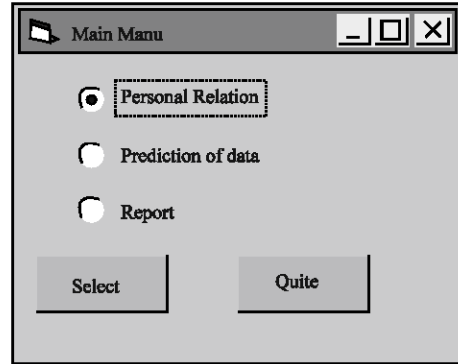 Main Manu
Personal Relation
Prediction of data
Report
Select
Quite